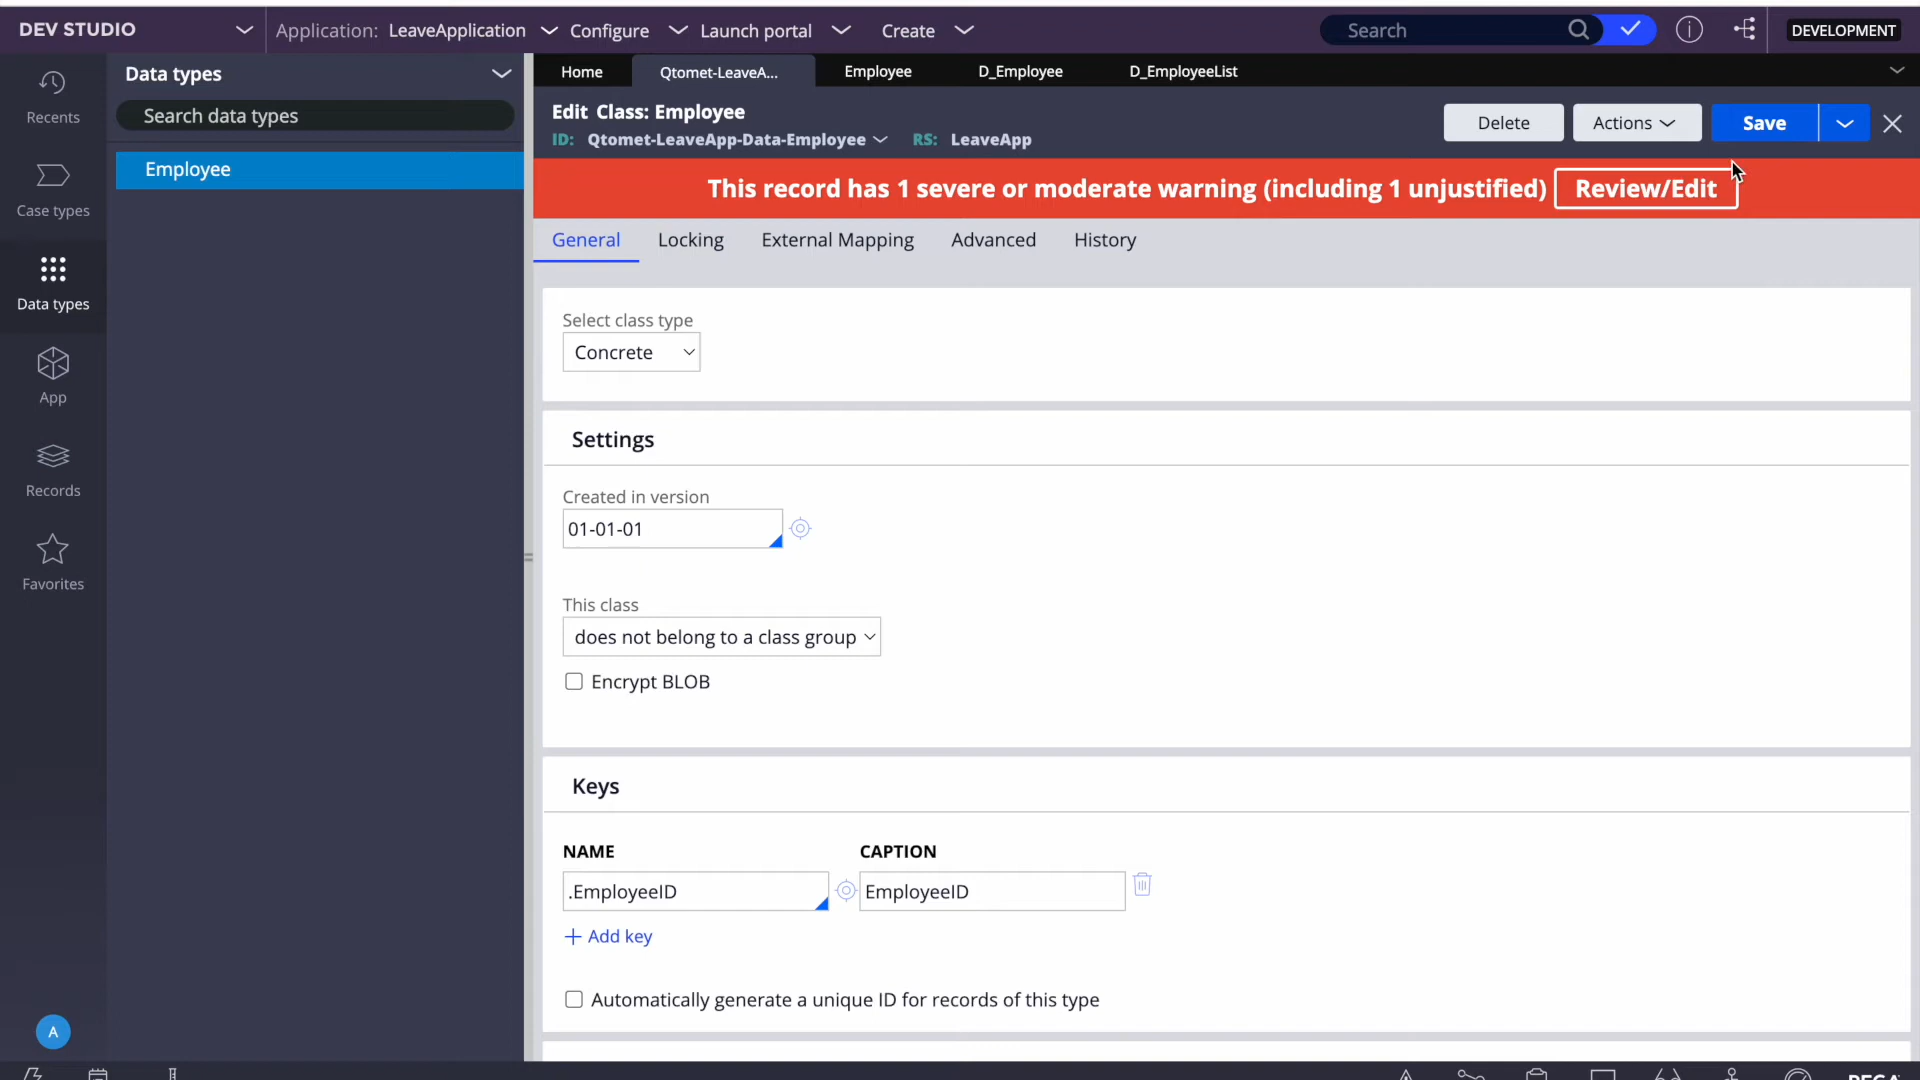 DEV STUDIO
Application: LeaveApplication
Configure
Launch portal
Create
Search
DEVELOPMENT
Recents
Case types
Data types
App
Records
Favorites
A
Data types
Search data types
Employee
Home
Qtomet-LeaveA...
Employee
D_Employee
D_EmployeeList
Edit Class: Employee
ID: Qtomet-LeaveApp-Data-Employee
RS: LeaveApp
Delete
Actions
Save
This record has 1 severe or moderate warning (including 1 unjustified)
Review/Edit
General
Locking
External Mapping
Advanced
History
Select class type
Concrete
Settings
Created in version
01-01-01
This class
does not belong to a class group
Encrypt BLOB
Keys
NAME
CAPTION
.EmployeeID
EmployeeID
+ Add key
Automatically generate a unique ID for records of this type
PEGA